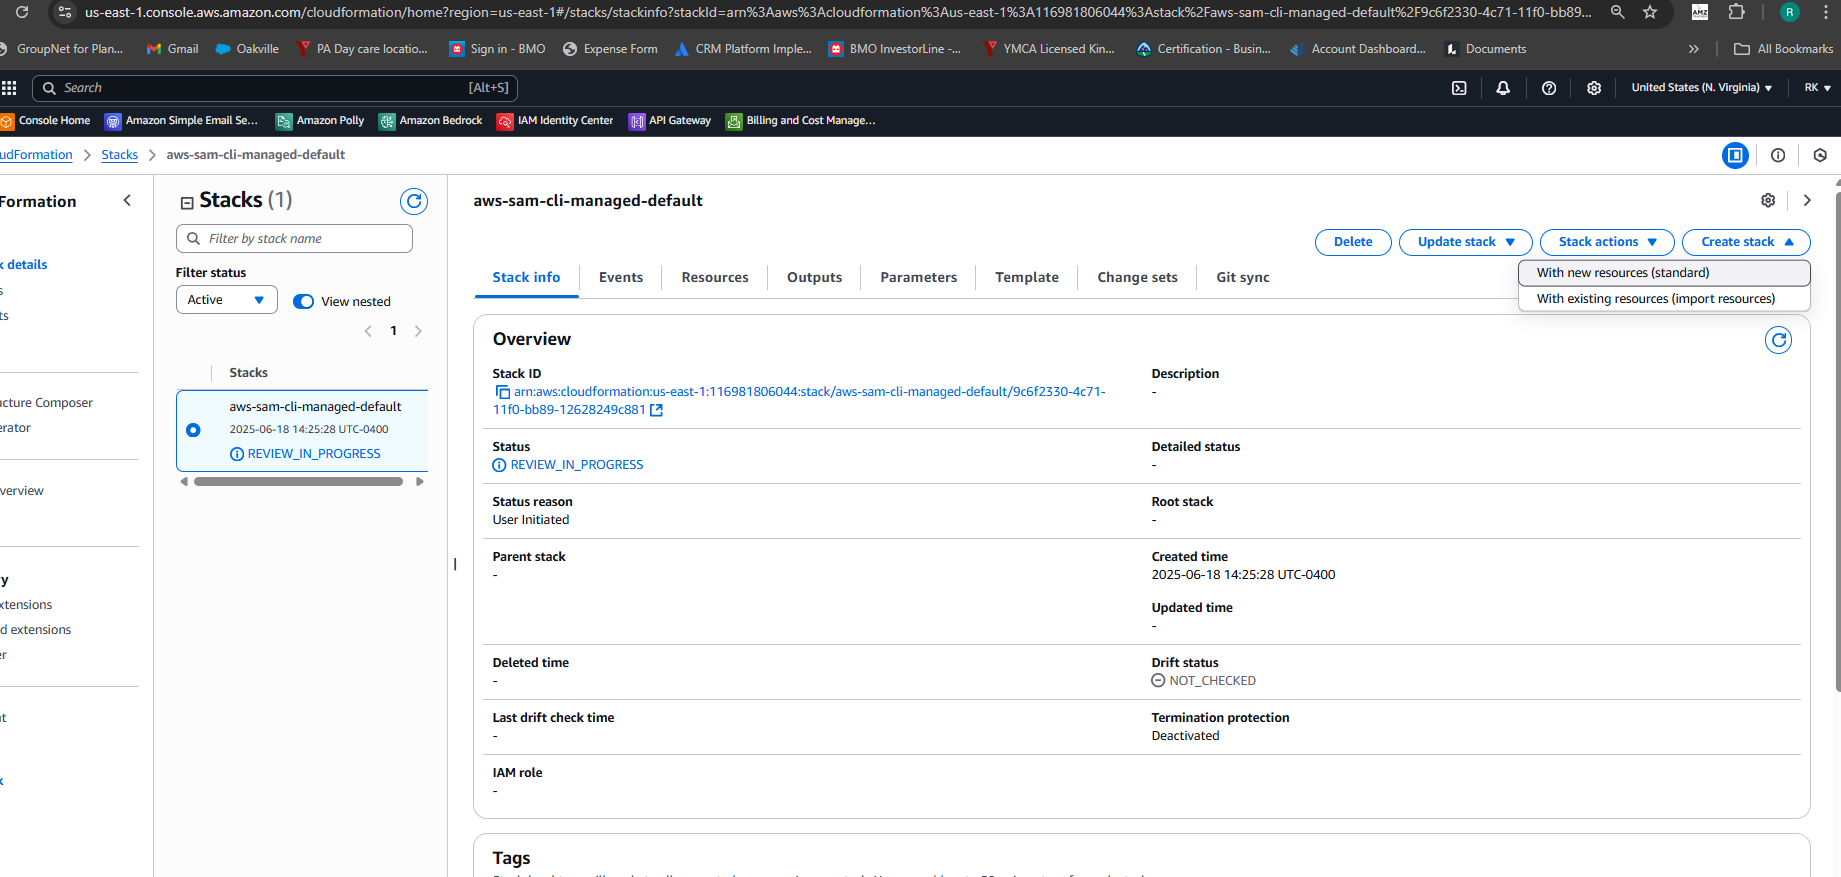 us-east-1.console.aws.amazon.com/cloudformation/home?region=us-east-1#/stacks/stackinfo?stackId=arn%3Aaws%3Acloudformation%3Aus-east-1%3A116981806044%3Astack%2Faws-sam-cli-managed-default%2F9c6f2330-4c71-11f0-bb89...
AMZ
R
GroupNet for Plan...
Gmail
Oakville
PA Day care locatio...
Sign in - BMO
Expense Form
CRM Platform Imple...
BMO InvestorLine -...
YMCA Licensed Kin...
Certification - Busin...
Account Dashboard...
Documents
»
All Bookmarks
Search
[Alt+S]
United States (N. Virginia)
RK
Console Home
Amazon Simple Email Se...
Amazon Polly
Amazon Bedrock
IAM Identity Center
API Gateway
Billing and Cost Manage...
udFormation
Stacks
aws-sam-cli-managed-default
Formation
k details
s
ts
ucture Composer
erator
verview
y
xtensions
d extensions
er
t
k
Stacks (1)
Filter by stack name
Filter status
Active
View nested
1
Stacks
aws-sam-cli-managed-default
2025-06-18 14:25:28 UTC-0400
REVIEW_IN_PROGRESS
aws-sam-cli-managed-default
Delete
Update stack
Stack actions
Create stack
With new resources (standard)
With existing resources (import resources)
Stack info
Events
Resources
Outputs
Parameters
Template
Change sets
Git sync
Overview
Stack ID
arn:aws:cloudformation:us-east-1:116981806044:stack/aws-sam-cli-managed-default/9c6f2330-4c71-
11f0-bb89-12628249c881
Description
-
Status
REVIEW_IN_PROGRESS
Detailed status
-
Status reason
User Initiated
Root stack
-
Parent stack
-
Created time
2025-06-18 14:25:28 UTC-0400
Updated time
-
Deleted time
-
Drift status
NOT_CHECKED
Last drift check time
-
Termination protection
Deactivated
IAM role
-
Tags